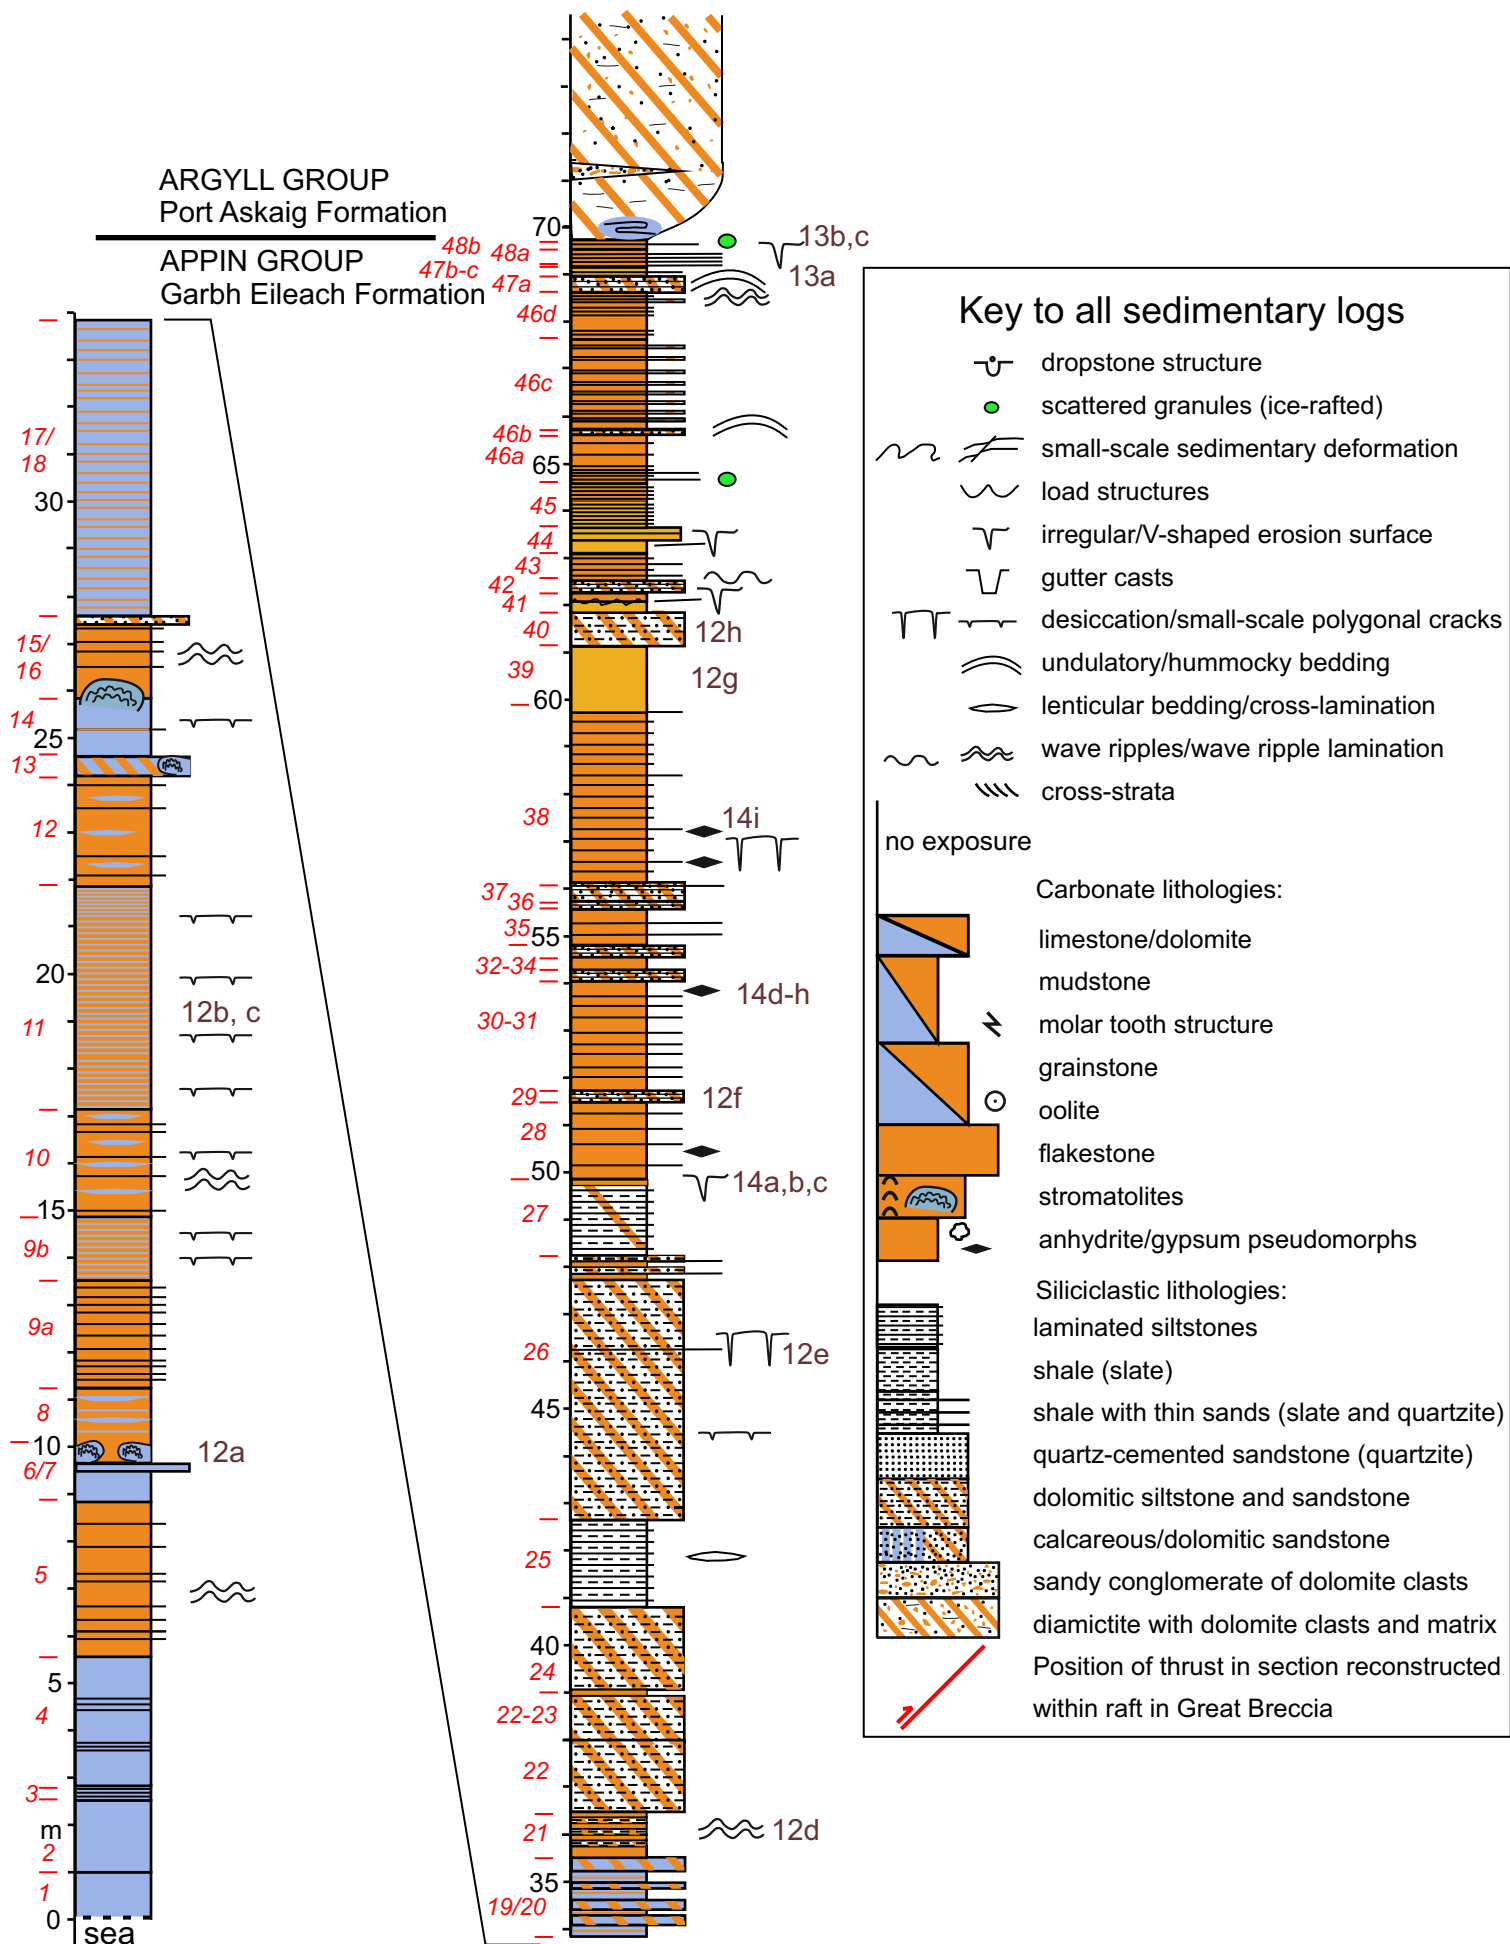 ARGYLL GROUP
Port Askaig Formation
APPIN GROUP
Garbh Eileach Formation
17/
18
30
15/
16
14
25
13
12
20
12b, c
11
10
15
9b
9a
8
10
12a
6/7
5
5
4
3
m
2
1
0
sea
70
48b
48a
13b,c
47b-c
13a
47a
46d
46c
46b
46a
65
45
44
43
42
41
40
12h
39
12g
60
38
14i
37
36
35
55
32-34
14d-h
30-31
29
12f
28
50
14a,b,c
27
26
12e
45
25
40
24
22-23
22
21
12d
35
19/20
Key to all sedimentary logs
dropstone structure
scattered granules (ice-rafted)
small-scale sedimentary deformation
load structures
irregular/V-shaped erosion surface
gutter casts
desiccation/small-scale polygonal cracks
undulatory/hummocky bedding
lenticular bedding/cross-lamination
wave ripples/wave ripple lamination
cross-strata
no exposure
Carbonate lithologies:
limestone/dolomite
mudstone
molar tooth structure
grainstone
oolite
flakestone
stromatolites
anhydrite/gypsum pseudomorphs
Siliciclastic lithologies:
laminated siltstones
shale (slate)
shale with thin sands (slate and quartzite)
quartz-cemented sandstone (quartzite)
dolomitic siltstone and sandstone
calcareous/dolomitic sandstone
sandy conglomerate of dolomite clasts
diamictite with dolomite clasts and matrix
Position of thrust in section reconstructed
within raft in Great Breccia